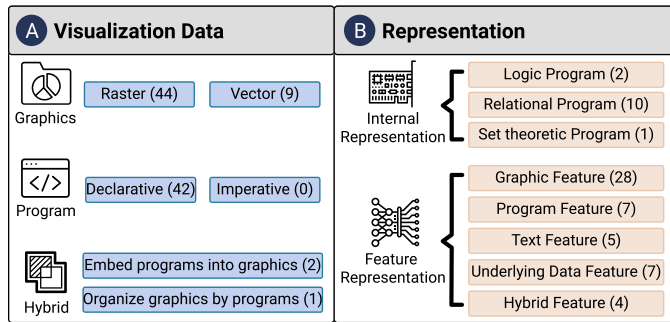 A Visualization Data
Graphics
Raster (44)
Vector (9)
</>
Program
Declarative (42)
Imperative (0)
Hybrid
Embed programs into graphics (2)
Organize graphics by programs (1)
B Representation
Internal
Representation
Logic Program (2)
Relational Program (10)
Set theoretic Program (1)
Feature
Representation
Graphic Feature (28)
Program Feature (7)
Text Feature (5)
Underlying Data Feature (7)
Hybrid Feature (4)